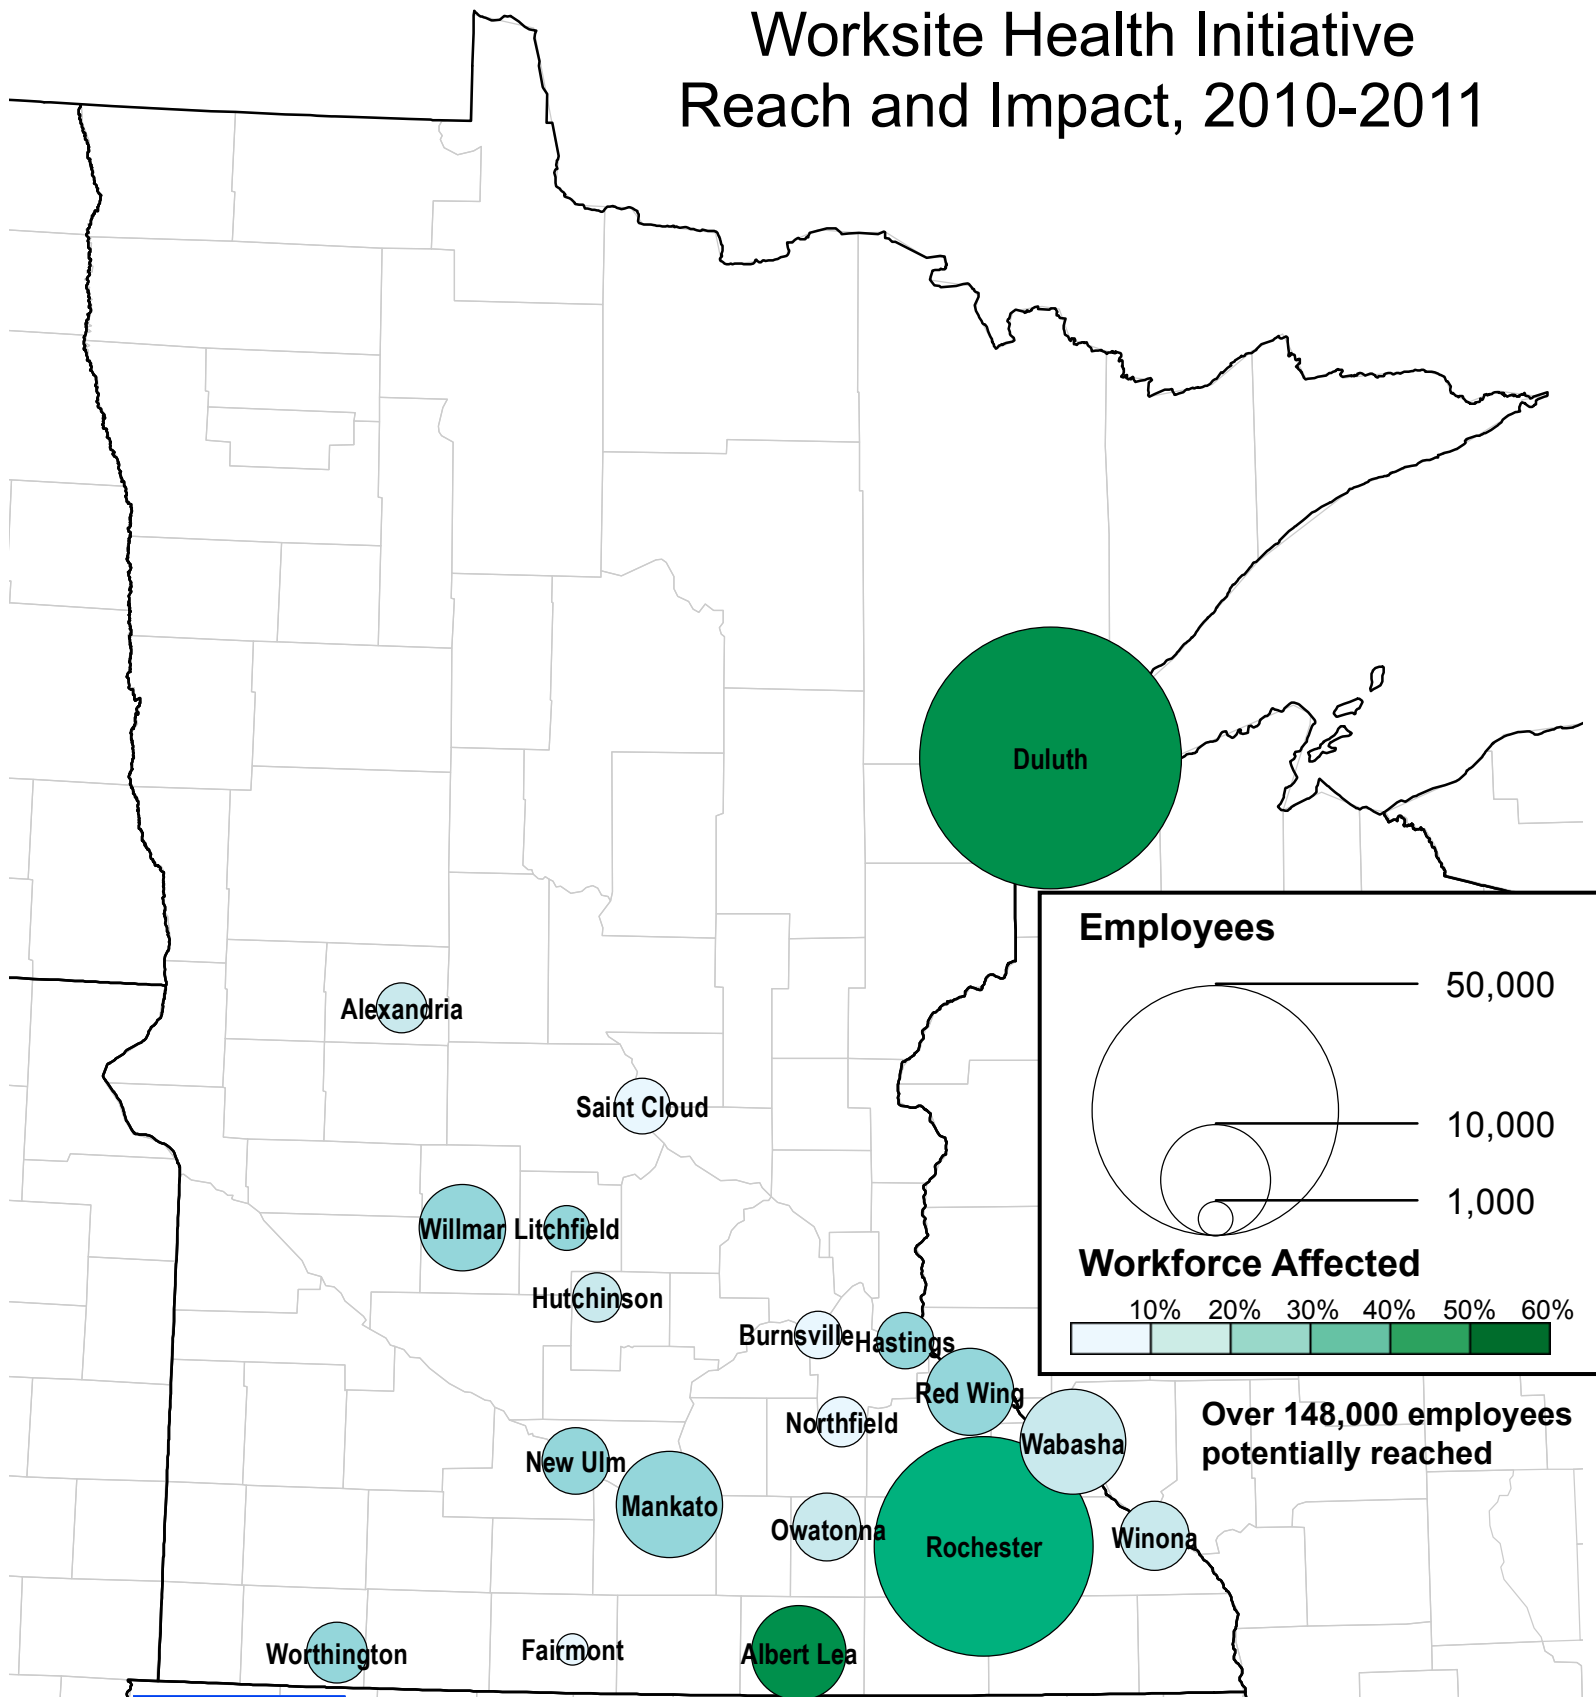 Worksite Health Initiative
Reach and Impact, 2010-2011
Duluth
Employees
50,000
10,000
1,000
Workforce Affected
10% 20% 30% 40% 50% 60%
Over 148,000 employees
potentially reached
Alexandria
Saint Cloud
Willmar
Litchfield
Hutchinson
Burnsville
Hastings
Red Wing
Northfield
Wabasha
New Ulm
Mankato
Owatonna
Rochester
Winona
Worthington
Fairmont
Albert Lea